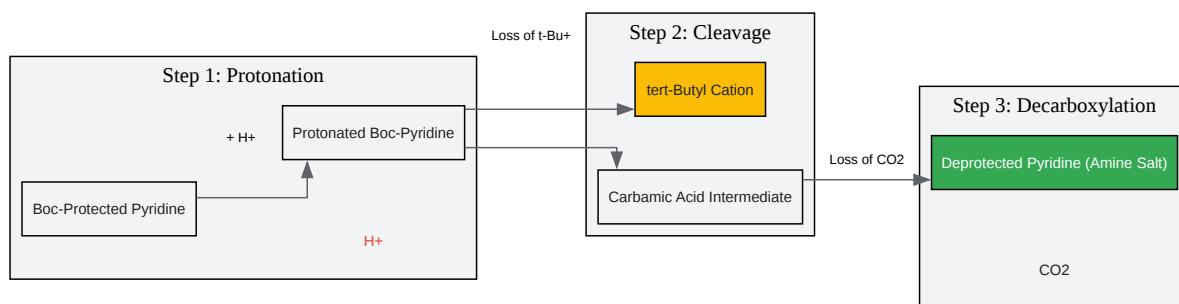 Step 1: Protonation
Boc-Protected Pyridine
+ H+
Protonated Boc-Pyridine
H+
Loss of t-Bu+
Step 2: Cleavage
tert-Butyl Cation
Carbamic Acid Intermediate
Loss of CO2
Step 3: Decarboxylation
Deprotected Pyridine (Amine Salt)
CO2